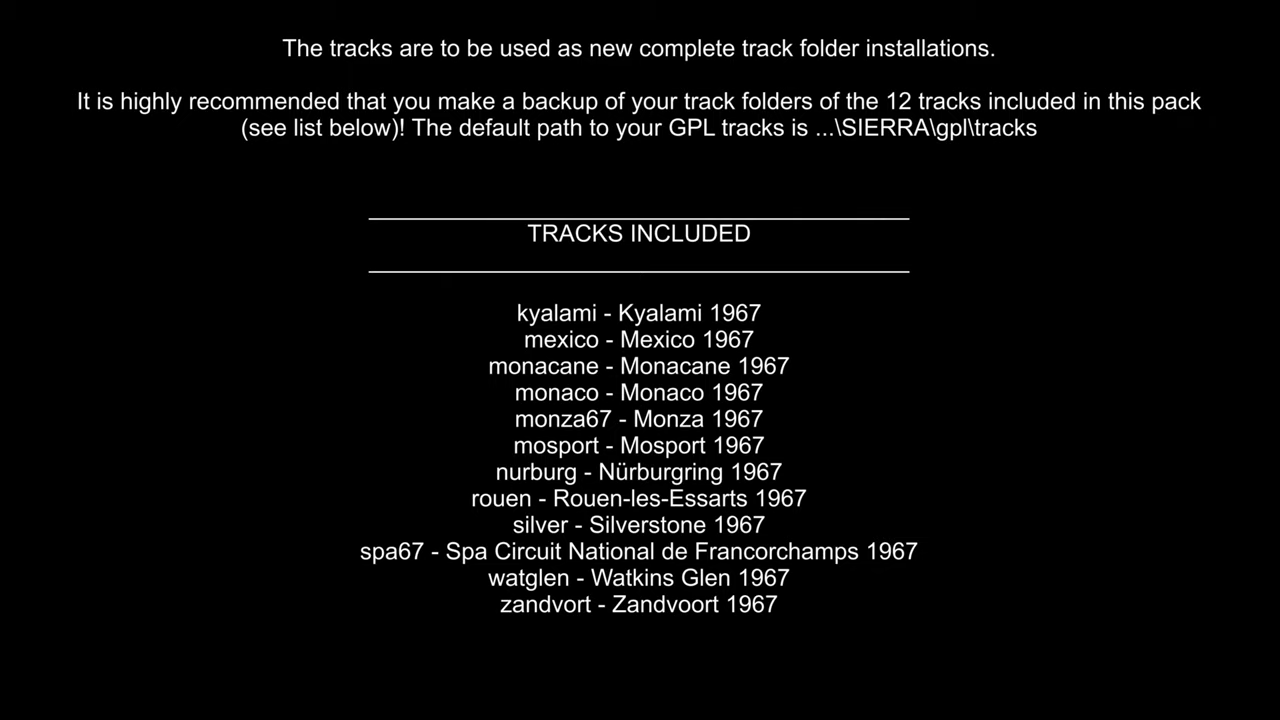 The tracks are to be used as new complete track folder installations.
It is highly recommended that you make a backup of your track folders of the 12 tracks included in this pack
(see list below)! The default path to your GPL tracks is ...\SIERRA\gpl\tracks
TRACKS INCLUDED
kyalami - Kyalami 1967
mexico - Mexico 1967
monacane - Monacane 1967
monaco - Monaco 1967
monza67 - Monza 1967
mosport - Mosport 1967
nurburg - Nürburgring 1967
rouen - Rouen-les-Essarts 1967
silver - Silverstone 1967
spa67 - Spa Circuit National de Francorchamps 1967
watglen - Watkins Glen 1967
zandvort - Zandvoort 1967